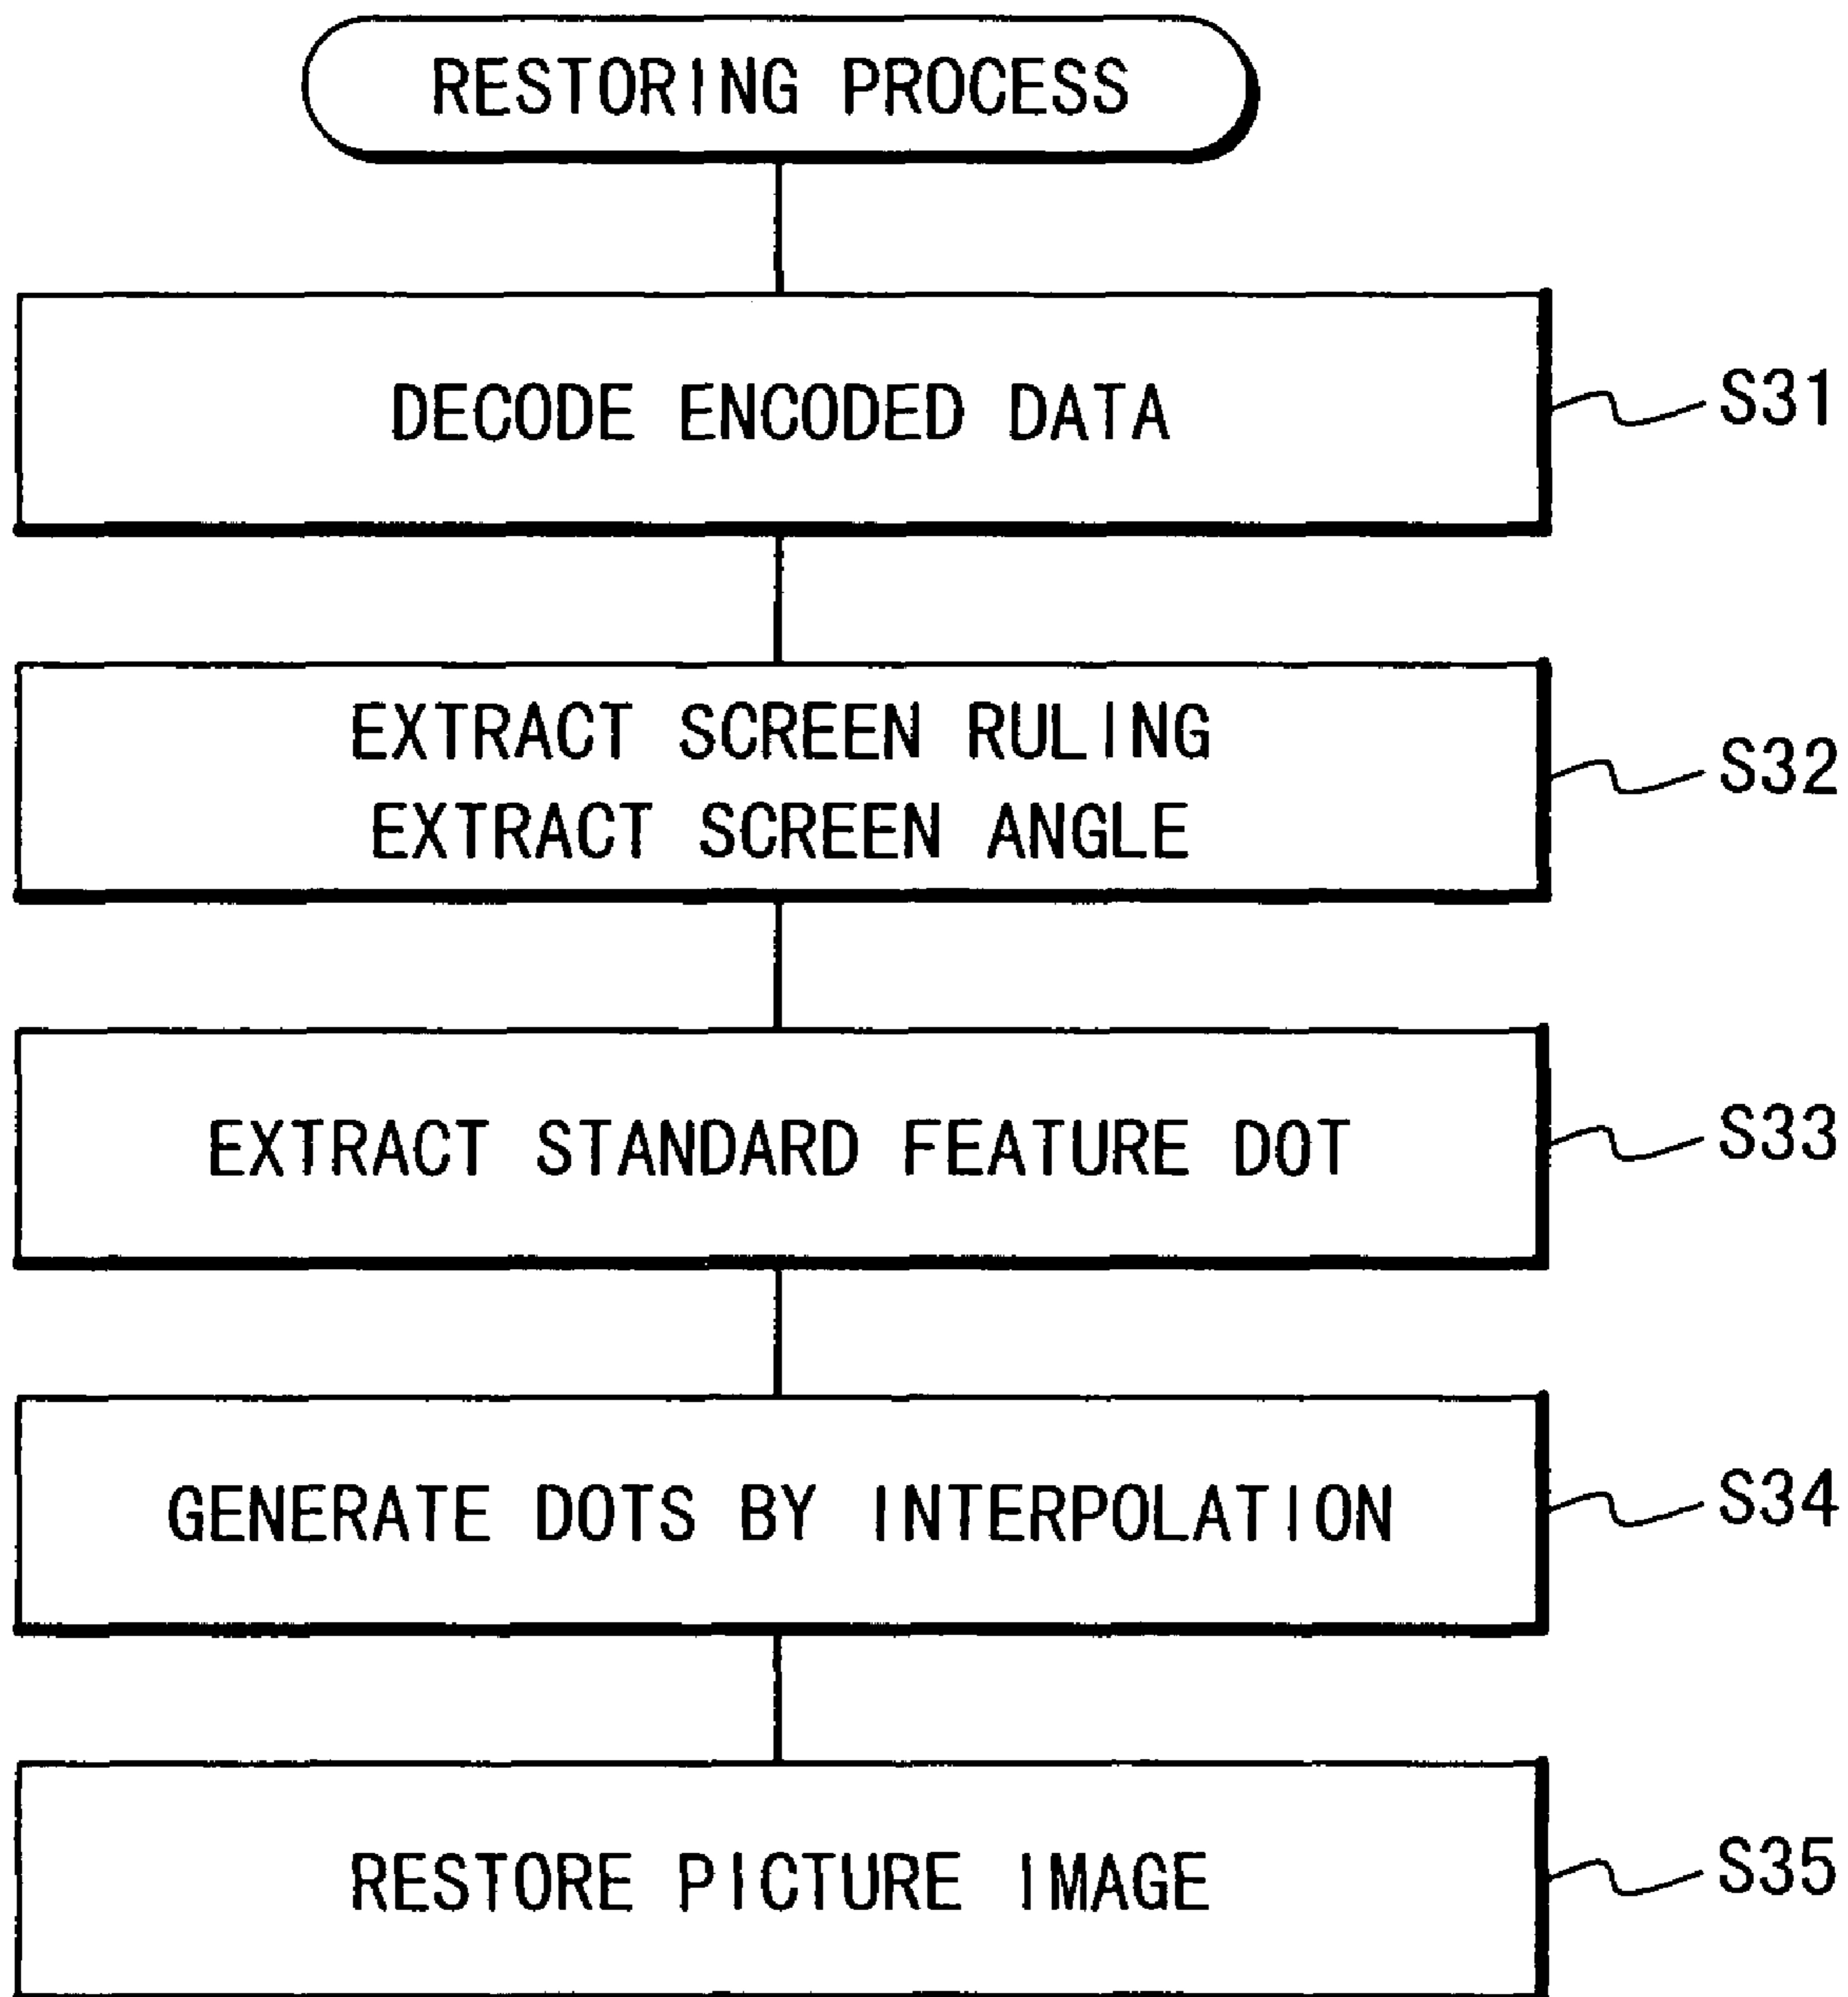 RESTORING PROCESS
DECODE ENCODED DATA
S31
EXTRACT SCREEN RULING
EXTRACT SCREEN ANGLE
S32
EXTRACT STANDARD FEATURE DOT
S33
GENERATE DOTS BY INTERPOLATION
S34
RESTORE PICTURE IMAGE
S35